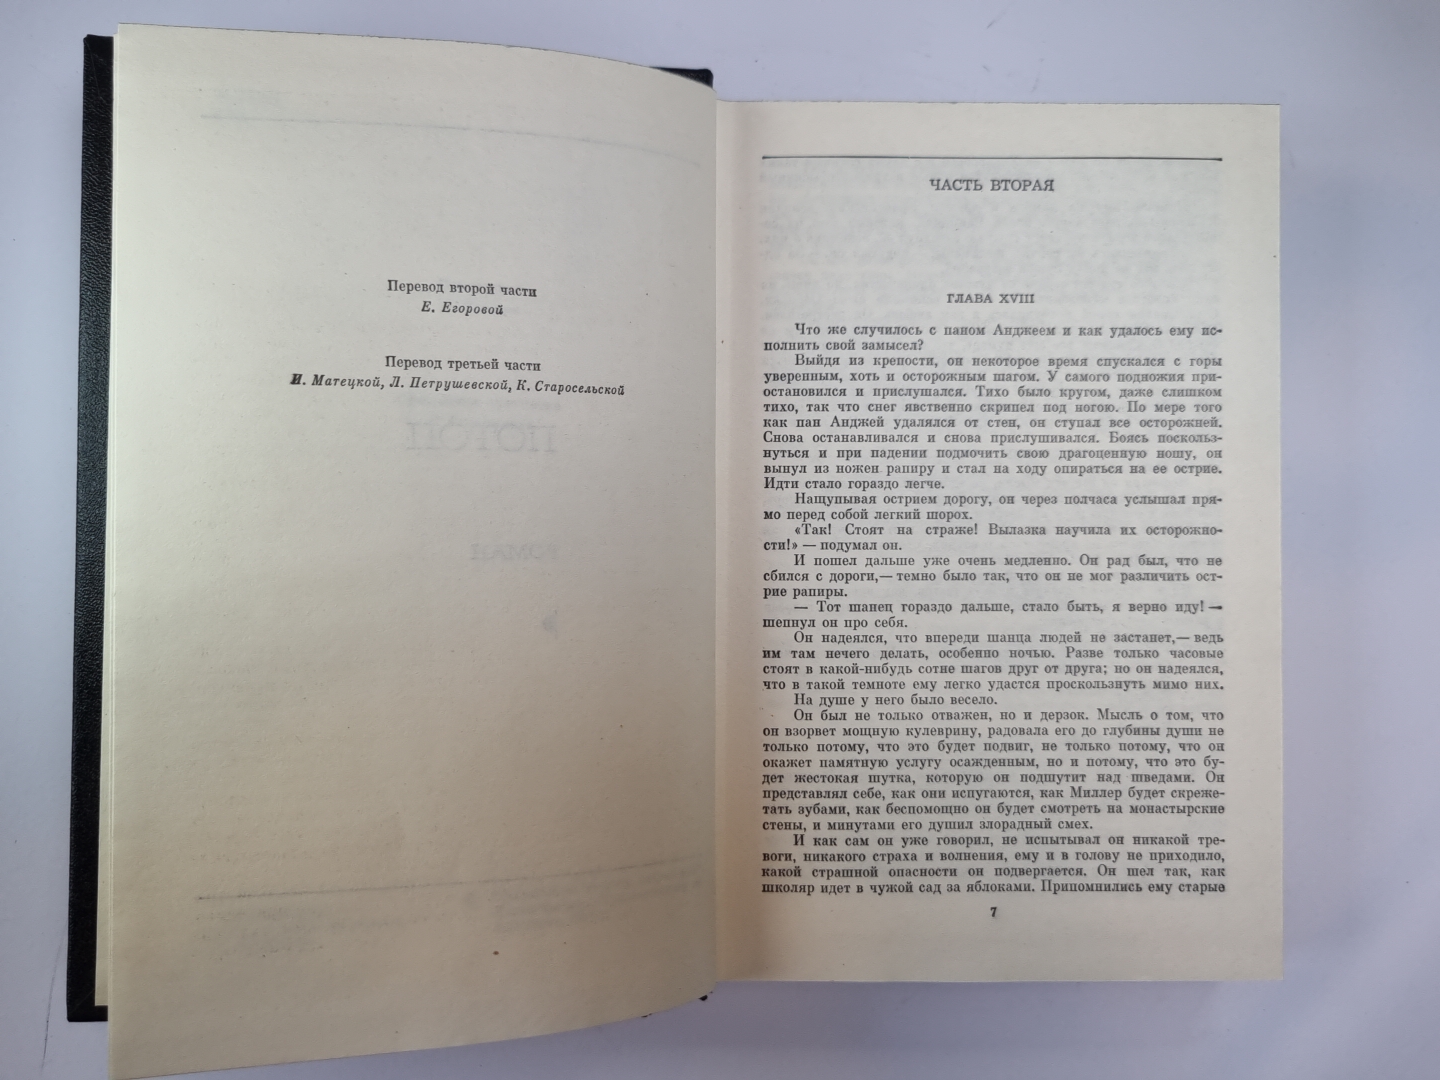 Перевод второй части
Е. Егоровой
Перевод третьей части
И. Матецкой, Л. Петрушевской, К. Старосельской
ЧАСТЬ ВТОРАЯ
ГЛАВА XVIII
Что же случилось с паном Анджеем и как удалось ему ис-
полнить свой замысел?
Выйдя из крепости, он некоторое время спускался с горы
уверенным, хоть и осторожным шагом. У самого подножия при-
остановился и прислушался. Тихо было кругом, даже слишком
тихо, так что снег явственно скрипел под ногою. По мере того
как пан Анджей удалялся от стен, он ступал все осторожней.
Снова останавливался и снова прислушивался. Боясь поскольз-
нуться и при падении подмочить свою драгоценную ношу, он
вынул из ножен рапиру и стал на ходу опираться на ее острие.
Идти стало гораздо легче.
Нащупывая острием дорогу, он через полчаса услышал пря-
мо перед собой легкий шорох.
«Так! Стоят на страже! Вылазка научила их осторожно-
сти!» — подумал он.
И пошел дальше уже очень медленно. Он рад был, что не
сбился с дороги,— темно было так, что он не мог различить ост-
рие рапиры.
— Тот шанец гораздо дальше, стало быть, я верно иду! —
шепнул он про себя.
Он надеялся, что впереди шанца людей не застанет,— ведь
им там нечего делать, особенно ночью. Разве только часовые
стоят в какой-нибудь сотне шагов друг от друга; но он надеялся,
что в такой темноте ему легко удастся проскользнуть мимо них.
На душе у него было весело.
Он был не только отважен, но и дерзок. Мысль о том, что
он взорвет мощную кулеврину, радовала его до глубины души не
только потому, что это будет подвиг, не только потому, что он
окажет памятную услугу осажденным, но и потому, что это бу-
дет жестокая шутка, которую он подшутит над шведами. Он
представлял себе, как они испугаются, как Миллер будет скреже-
тать зубами, как беспомощно он будет смотреть на монастырские
стены, и минутами его душил злорадный смех.
И как сам он уже говорил, не испытывал он никакой тре-
воги, никакого страха и волнения, ему и в голову не приходило,
какой страшной опасности он подвергается. Он шел так, как
школяр идет в чужой сад за яблоками. Припомнились ему старые
7